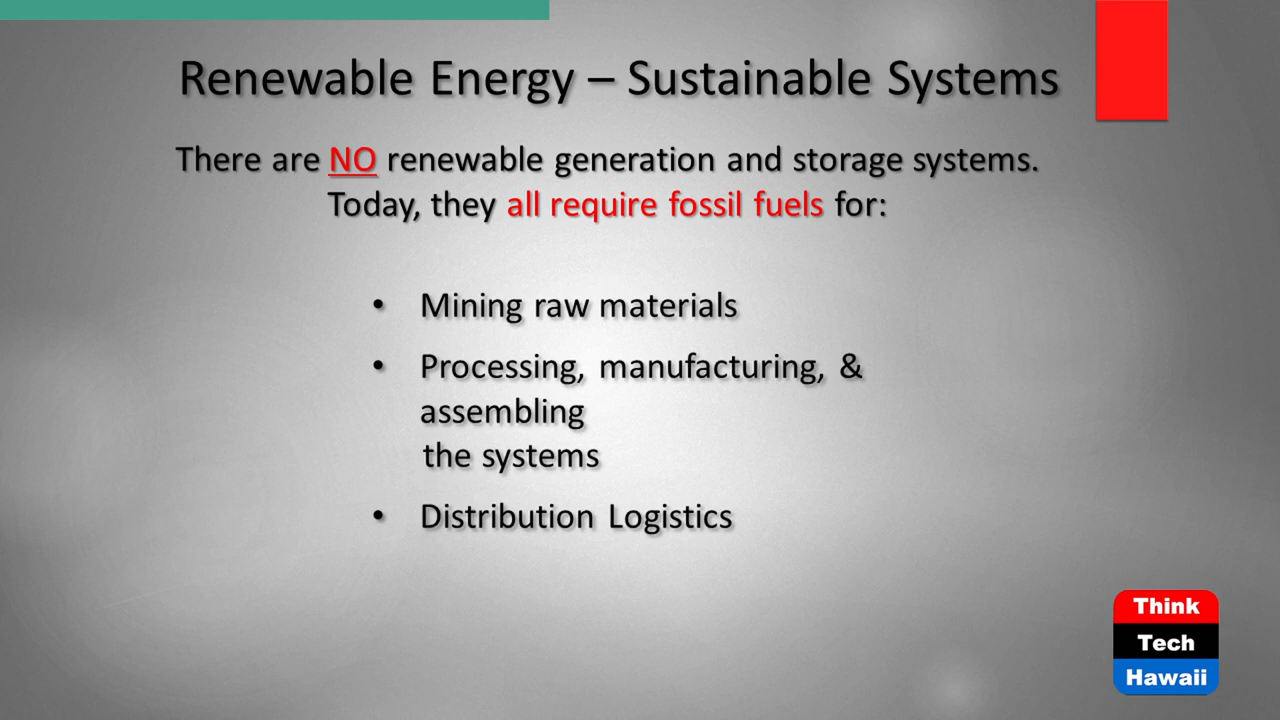 Renewable Energy – Sustainable Systems
There are NO renewable generation and storage systems.
Today, they all require fossil fuels for:
• Mining raw materials
• Processing, manufacturing, &
assembling
the systems
• Distribution Logistics
Think
Tech
Hawaii